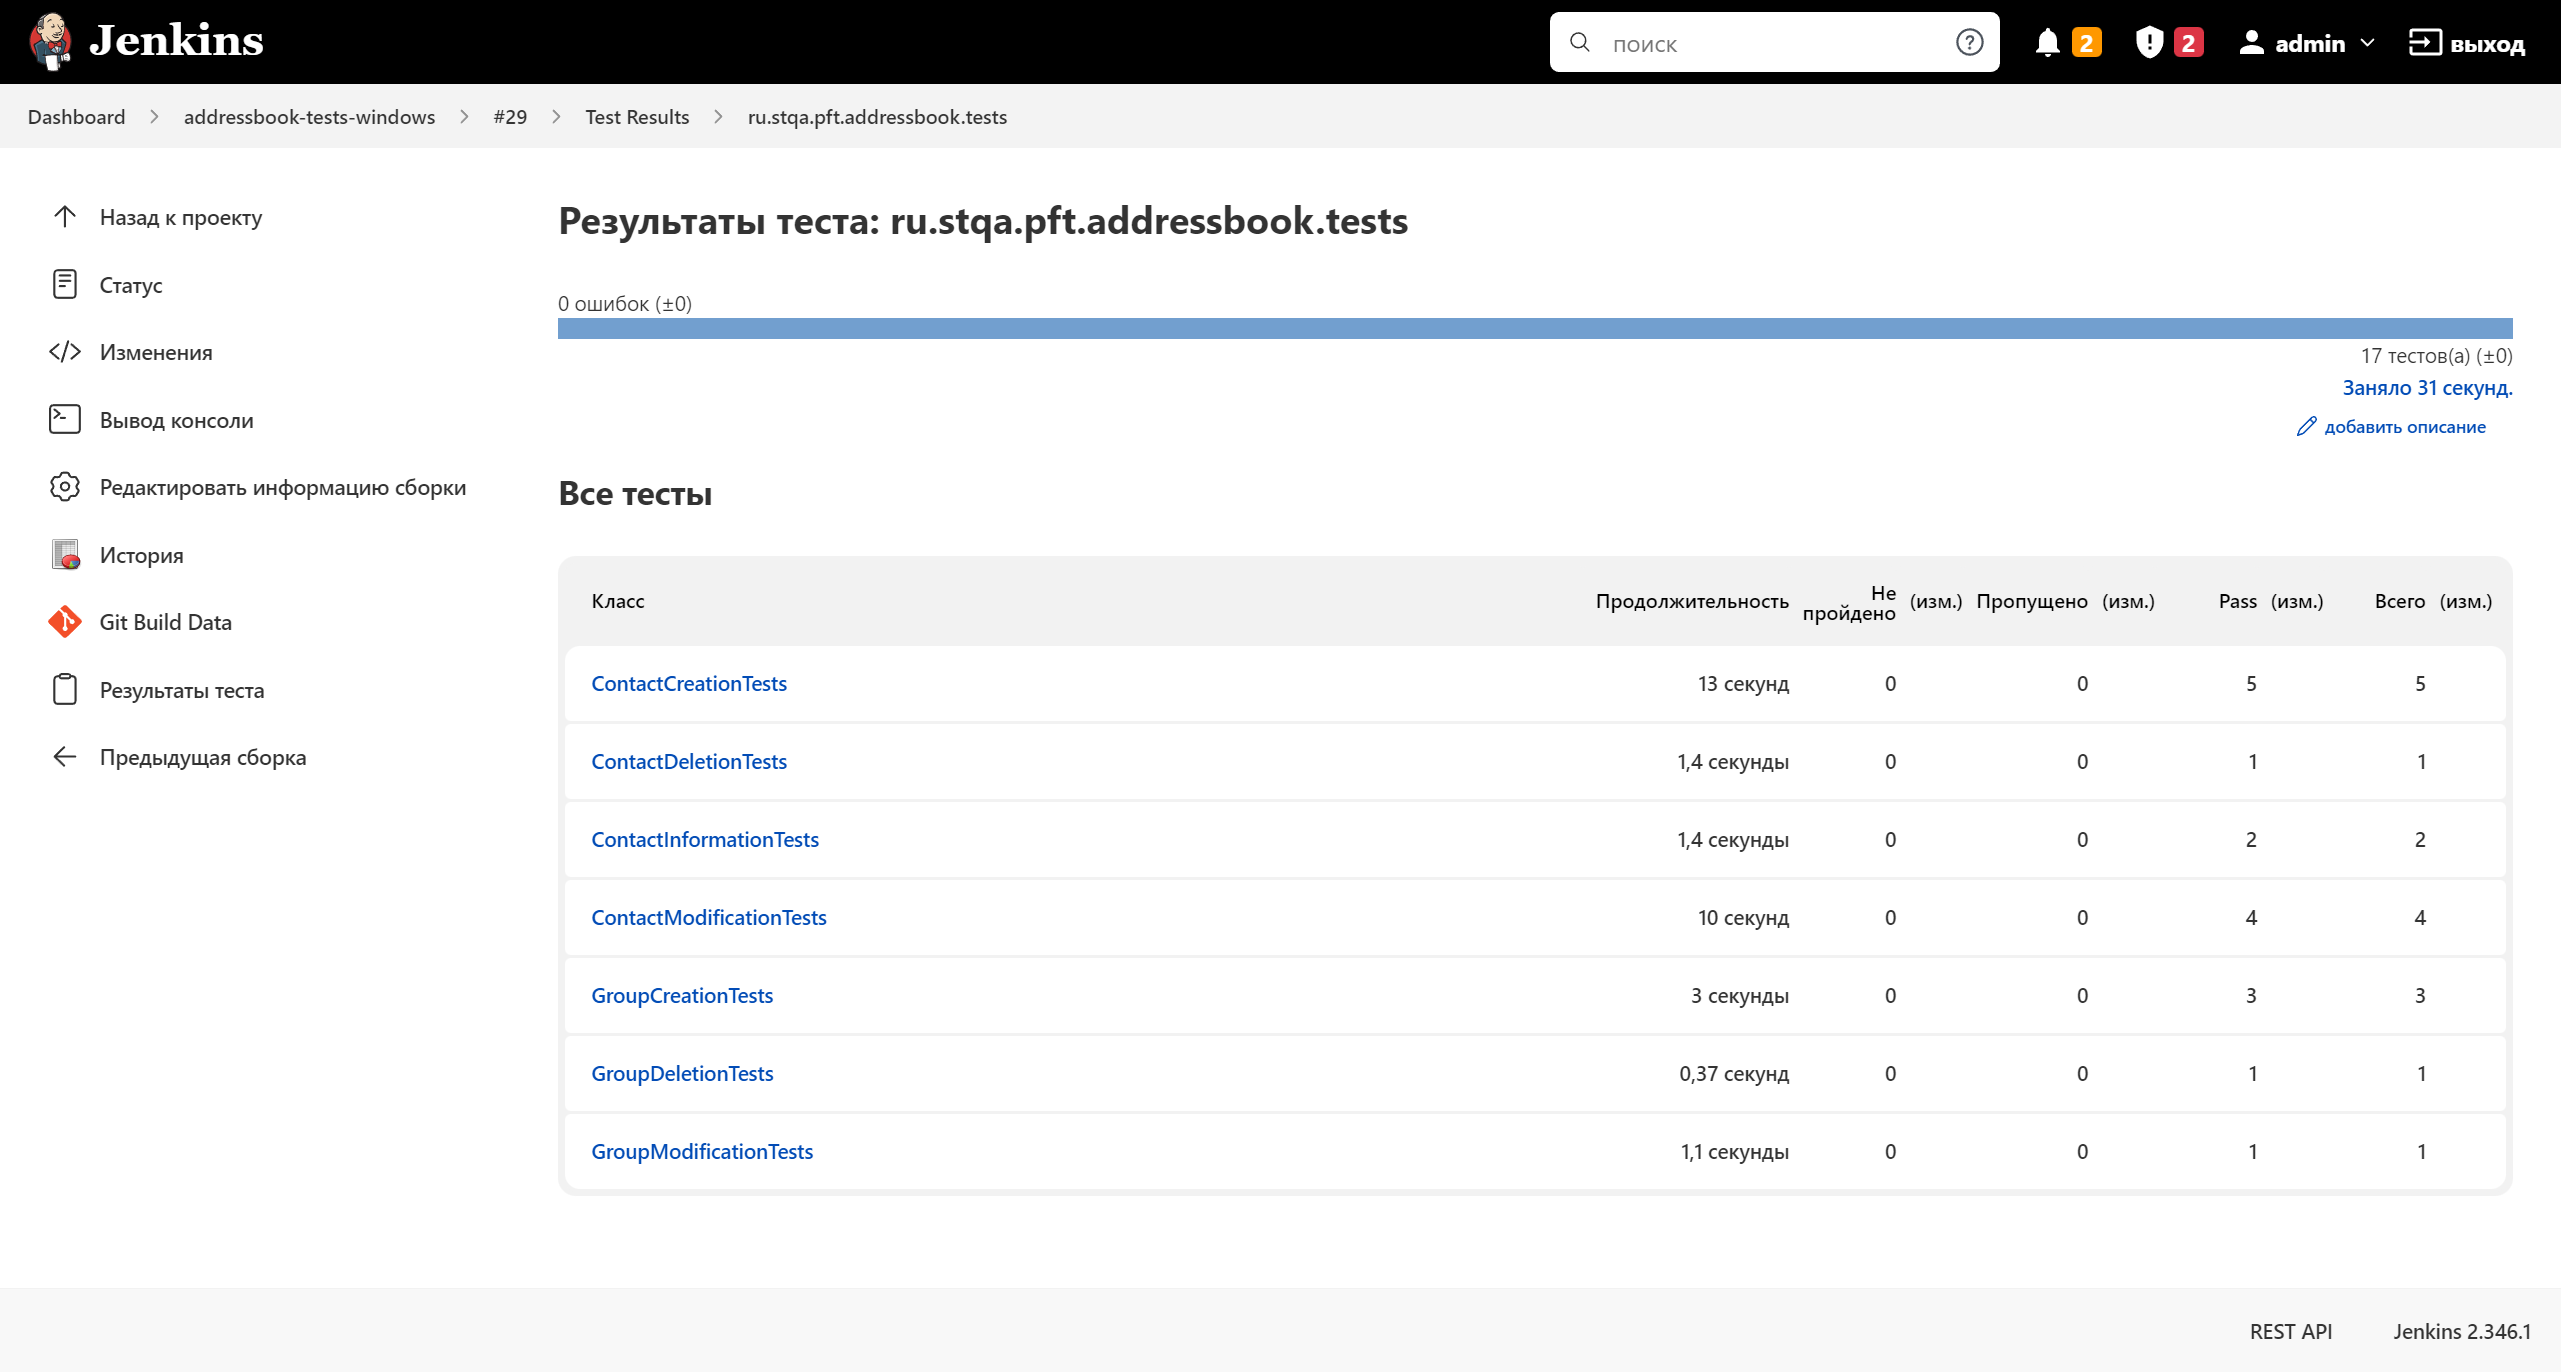 Jenkins
поиск
2
2
admin
выход
Dashboard
addressbook-tests-windows
#29
Test Results
ru.stqa.pft.addressbook.tests
Назад к проекту
Статус
Изменения
Вывод консоли
Редактировать информацию сборки
История
Git Build Data
Результаты теста
Предыдущая сборка
Результаты теста: ru.stqa.pft.addressbook.tests
0 ошибок (±0)
17 тестов(а) (±0)
Заняло 31 секунд.
добавить описание
Все тесты
Класс Продолжительность Не пройдено (изм.) Пропущено (изм.) Pass (изм.) Всего (изм.)
ContactCreationTests 13 секунд 0 0 5 5
ContactDeletionTests 1,4 секунды 0 0 1 1
ContactInformationTests 1,4 секунды 0 0 2 2
ContactModificationTests 10 секунд 0 0 4 4
GroupCreationTests 3 секунды 0 0 3 3
GroupDeletionTests 0,37 секунд 0 0 1 1
GroupModificationTests 1,1 секунды 0 0 1 1
REST API
Jenkins 2.346.1